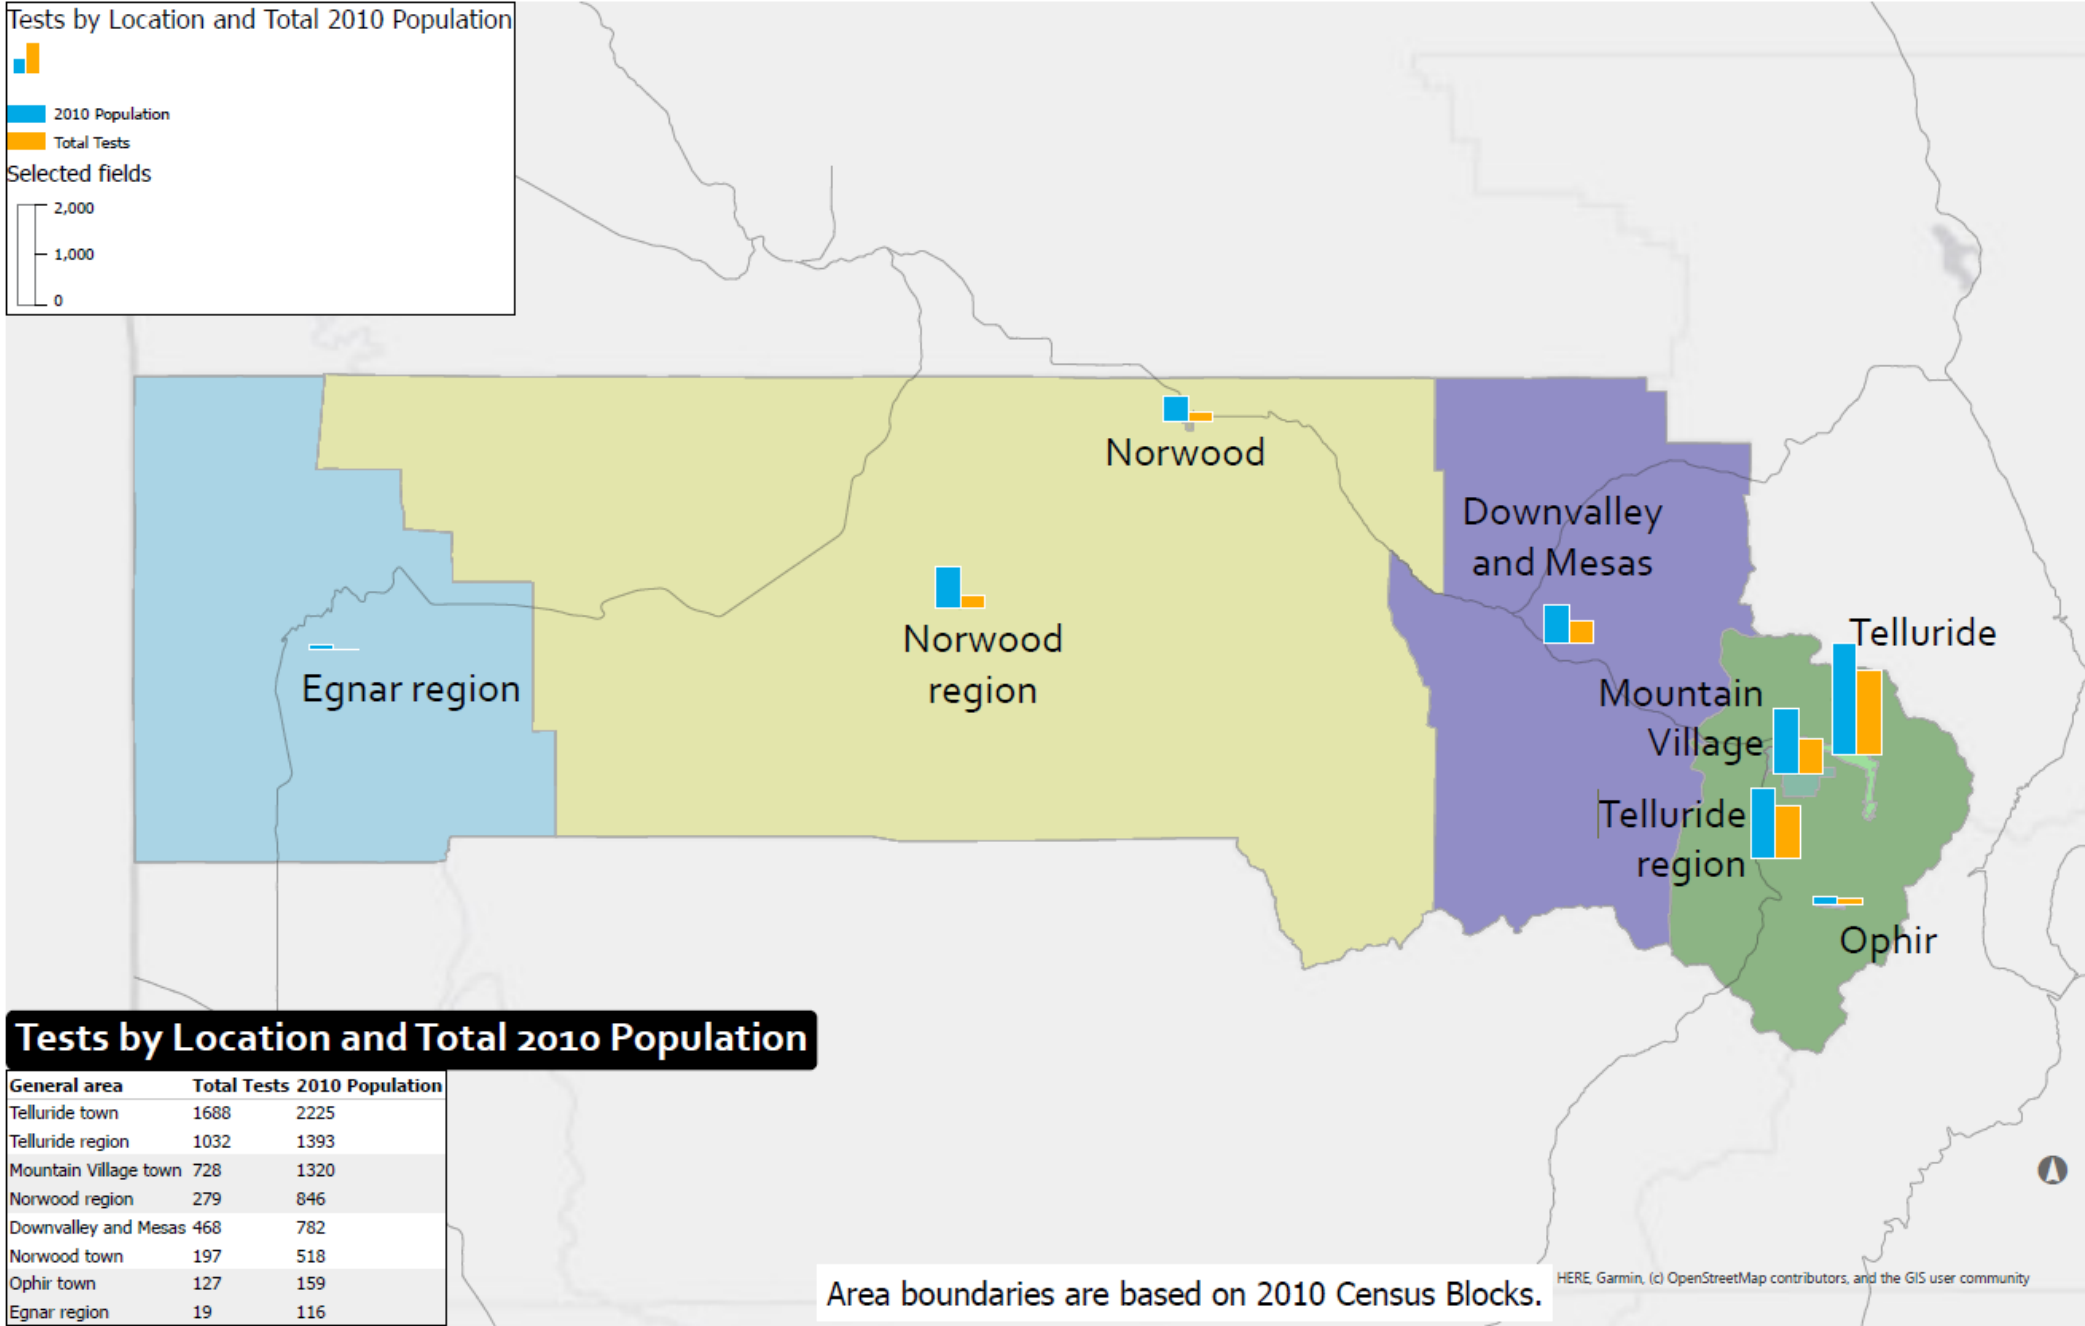 Tests by Location and Total 2010 Population
2010 Population
Total Tests
Selected fields
2,000
1,000
0
Norwood
Downvalley
and Mesas
Telluride
Norwood
region
Egnar region
Mountain
Village
Telluride
region
Ophir
Tests by Location and Total 2010 Population
General area Total Tests 2010 Population
Telluride town 1688 2225
Telluride region 1032 1393
Mountain Village town 728 1320
Norwood region 279 846
Downvalley and Mesas 468 782
Norwood town 197 518
Ophir town 127 159
Egnar region 19 116
Area boundaries are based on 2010 Census Blocks.
HERE, Garmin, (c) OpenStreetMap contributors, and the GIS user community